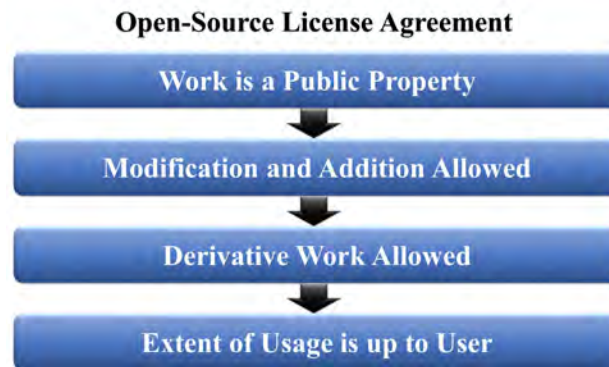 Open-Source License Agreement
Work is a Public Property
Modification and Addition Allowed
Derivative Work Allowed
Extent of Usage is up to User